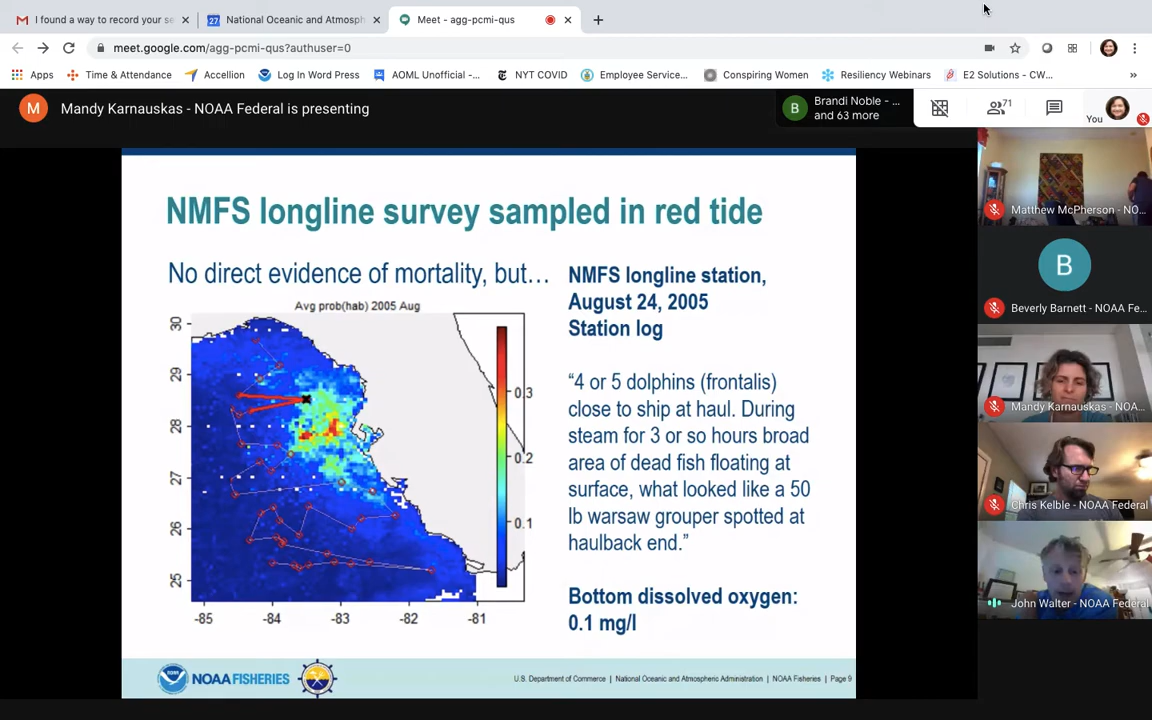 I found a way to record your se
National Oceanic and Atmosph
Meet - agg-pcmi-qus
meet.google.com/agg-pcmi-qus?authuser=0
Apps
Time & Attendance
Accellion
Log In Word Press
AOML Unofficial -...
NYT COVID
Employee Service...
Conspiring Women
Resiliency Webinars
E2 Solutions - CW...
»
M
Mandy Karnauskas - NOAA Federal is presenting
B
Brandi Noble - ...
and 63 more
71
You
NMFS longline survey sampled in red tide
No direct evidence of mortality, but…
Avg prob(hab) 2005 Aug
30
29
28
27
26
25
-85
-84
-83
-82
-81
0.3
0.2
0.1
NMFS longline station,
August 24, 2005
Station log
“4 or 5 dolphins (frontalis)
close to ship at haul. During
steam for 3 or so hours broad
area of dead fish floating at
surface, what looked like a 50
lb warsaw grouper spotted at
haulback end.”
Bottom dissolved oxygen:
0.1 mg/l
NOAA FISHERIES
U.S. Department of Commerce | National Oceanic and Atmospheric Administration | NOAA Fisheries | Page 9
Matthew McPherson - NO...
B
Beverly Barnett - NOAA Fe...
Mandy Karnauskas - NOA...
Chris Kelble - NOAA Federal
John Walter - NOAA Federal